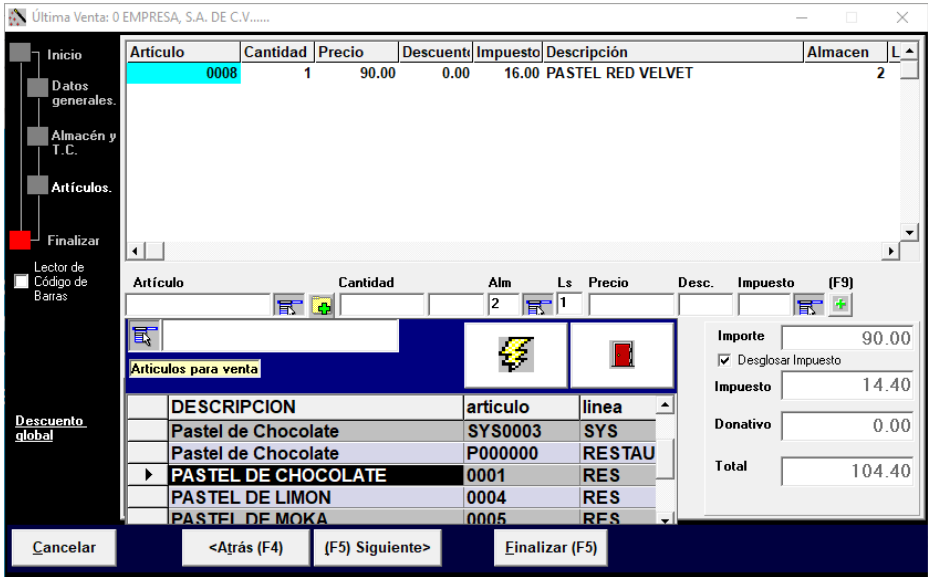 Última Venta: 0 EMPRESA, S.A. DE C.V......
Inicio
Datos
generales.
Almacén y
T.C.
Artículos.
Finalizar
Lector de
Código de
Barras
Descuento
global
Artículo Cantidad Precio Descuent Impuesto Descripción Almacen L
0008 1 90.00 0.00 16.00 PASTEL RED VELVET 2
Artículo Cantidad Alm Ls Precio Desc. Impuesto (F9)
2 1
Articulos para venta
DESCRIPCION articulo linea
Pastel de Chocolate SYS0003 SYS
Pastel de Chocolate P000000 RESTAU
PASTEL DE CHOCOLATE 0001 RES
PASTEL DE LIMON 0004 RES
PASTEL DE MOKA 0005 RES
Importe 90.00
Desglosar Impuesto
Impuesto 14.40
Donativo 0.00
Total 104.40
Cancelar <Atrás (F4) (F5) Siguiente> Finalizar (F5)